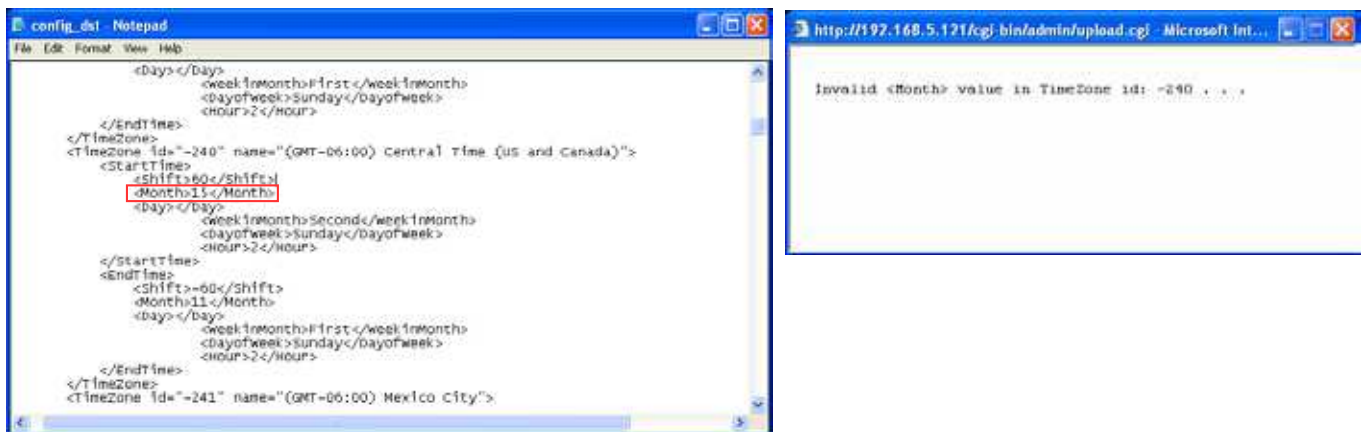 config_dst - Notepad
File Edit Format View Help
<Day></Day>
<WeekInMonth>First</WeekInMonth>
<DayofWeek>Sunday</DayofWeek>
<Hour>2</Hour>
</EndTime>
</TimeZone>
<TimeZone id="-240" name="(GMT-06:00) Central Time (US and Canada)">
<StartTime>
<Shift>60</Shift>
<Month>15</Month>
<Day></Day>
<WeekInMonth>Second</WeekInMonth>
<DayofWeek>Sunday</DayofWeek>
<Hour>2</Hour>
</StartTime>
<EndTime>
<Shift>-60</Shift>
<Month>11</Month>
<Day></Day>
<WeekInMonth>First</WeekInMonth>
<DayofWeek>Sunday</DayofWeek>
<Hour>2</Hour>
</EndTime>
</TimeZone>
<TimeZone id="-241" name="(GMT-06:00) Mexico City">
http://192.168.5.121/cgi-bin/admin/upload.cgi - Microsoft Int...
Invalid <Month> value in TimeZone id: -240 . . .